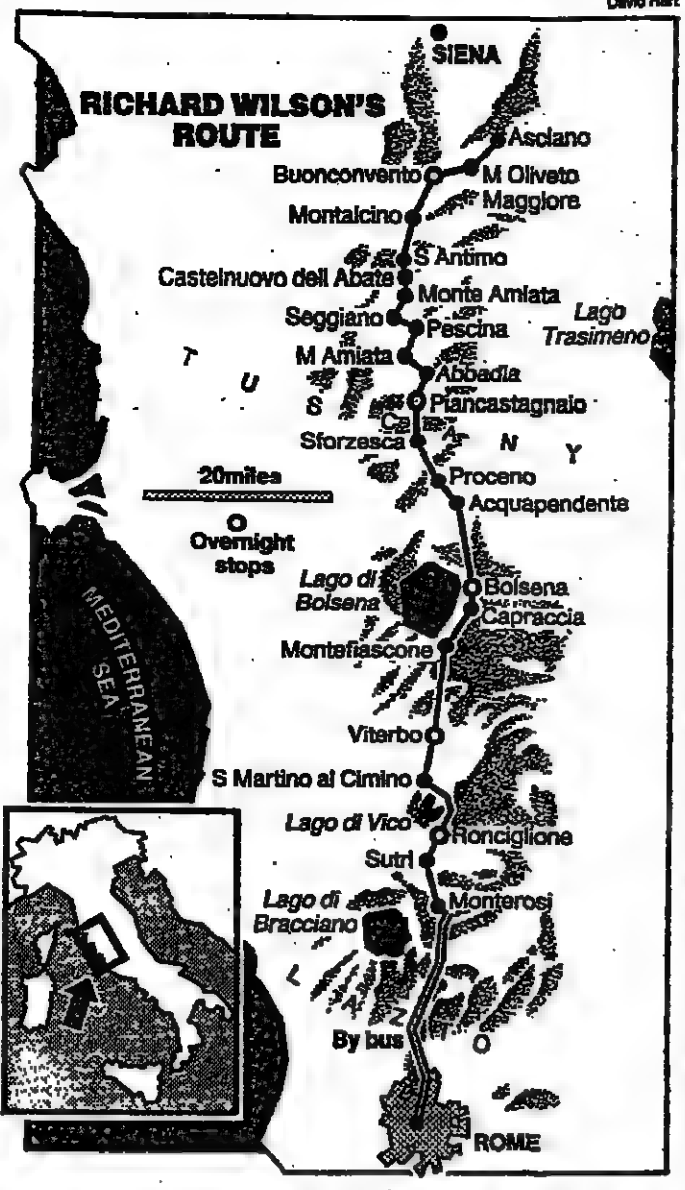 David Hart
SIENA
RICHARD WILSON'S
ROUTE
Asciano
Buonconvento
M Oliveto
Maggiore
Montalcino
S Antimo
Castelnuovo dell Abate
Monte Amiata
Seggiano
Pescina
Lago
Trasimeno
M Amiata
Abbadia
Piancastagnaio
T U S C A N Y
Sforzesca
20miles
Proceno
Acquapendente
Overnight
stops
Lago di
Bolsena
Bolsena
Capraccia
MEDITERRANEAN
SEA
Montefiascone
Viterbo
S Martino al Cimino
Lago di Vico
Ronciglione
Sutri
Lago di
Bracciano
Monterosi
L A Z I O
By bus
ROME